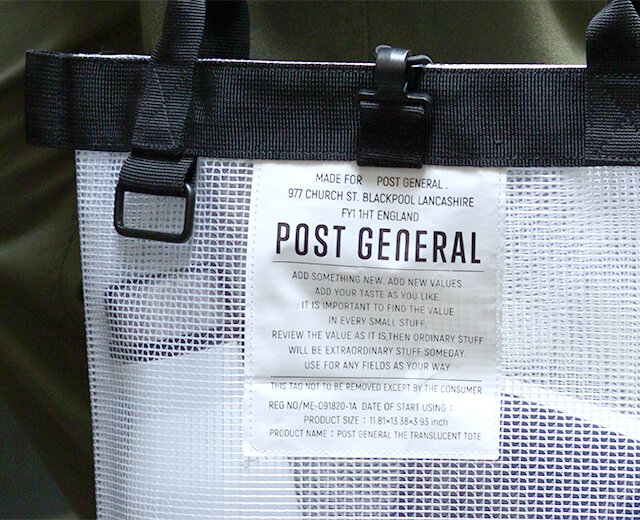 MADE FOR POST GENERAL.
977 CHURCH ST. BLACKPOOL LANCASHIRE
FY1 1HT ENGLAND
POST GENERAL
ADD SOMETHING NEW. ADD NEW VALUES.
ADD YOUR TASTE AS YOU LIKE.
IT IS IMPORTANT TO FIND THE VALUE
IN EVERY SMALL STUFF.
REVIEW THE VALUE AS IT IS,THEN ORDINARY STUFF
WILL BE EXTRAORDINARY STUFF SOMEDAY.
USE FOR ANY FIELDS AS YOUR WAY
THIS TAG NOT TO BE REMOVED EXCEPT BY THE CONSUMER
REG NO/ME-091820-1A DATE OF START USING :
PRODUCT SIZE : 11.81×13.38×3.93 inch
PRODUCT NAME : POST GENERAL THE TRANSLUCENT TOTE